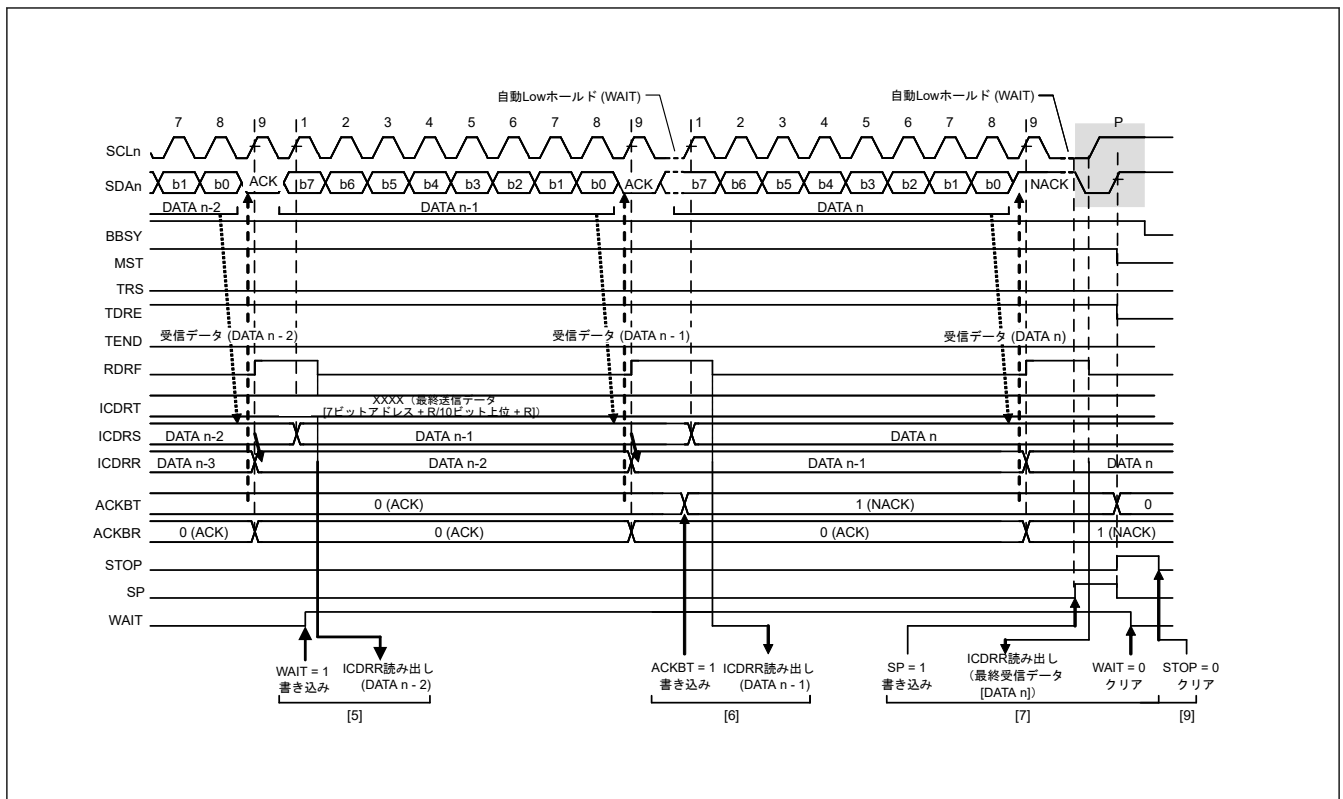 自動Lowホールド (WAIT)
自動Lowホールド (WAIT)
7 8 9 1 2 3 4 5 6 7 8 9 1 2 3 4 5 6 7 8 9 P
SCLn
SDAn b1 b0 ACK b7 b6 b5 b4 b3 b2 b1 b0 ACK b7 b6 b5 b4 b3 b2 b1 b0 NACK
DATA n-2 DATA n-1 DATA n
BBSY
MST
TRS
TDRE
TEND 受信データ (DATA n - 2) 受信データ (DATA n - 1) 受信データ (DATA n)
RDRF
ICDRT XXXX(最終送信データ
[7ビットアドレス + R/10ビット上位 + R])
ICDRS DATA n-2 DATA n-1 DATA n
ICDRR DATA n-3 DATA n-2 DATA n-1 DATA n
ACKBT 0 (ACK) 1 (NACK) 0
ACKBR 0 (ACK) 0 (ACK) 0 (ACK) 1 (NACK)
STOP
SP
WAIT
WAIT = 1
書き込み
ICDRR読み出し
(DATA n - 2)
[5]
ACKBT = 1
書き込み
ICDRR読み出し
(DATA n - 1)
[6]
SP = 1
書き込み
ICDRR読み出し
(最終受信データ
[DATA n])
WAIT = 0
クリア
[7]
STOP = 0
クリア
[9]